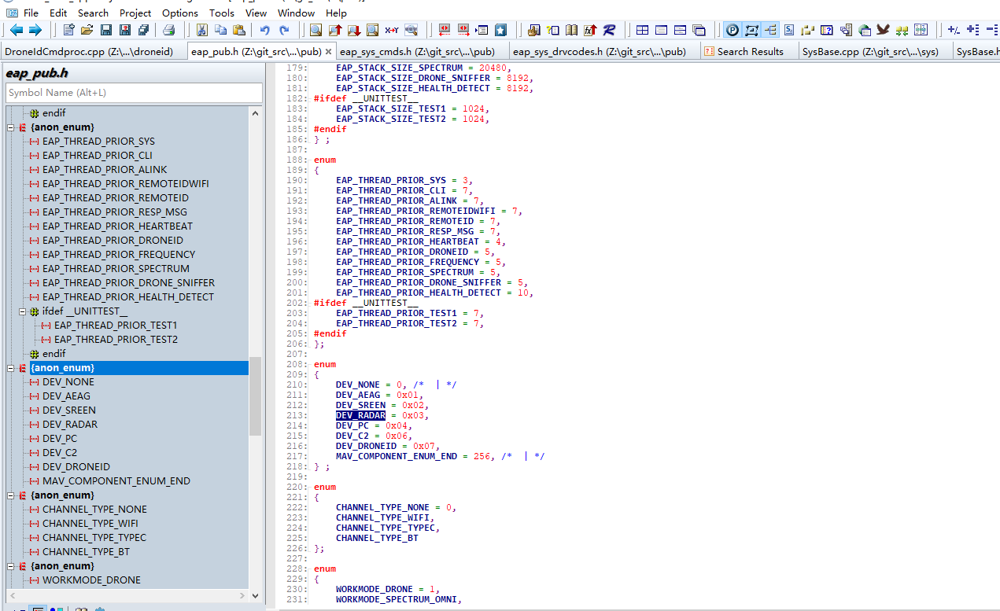 File Edit Search Project Options Tools View Window Help
DroneIdCmdproc.cpp (Z:\...\droneid) eap_pub.h (Z:\git_src\...\pub) eap_sys_cmds.h (Z:\git_src\...\pub) eap_sys_drvcodes.h (Z:\git_src\...\pub) Search Results SysBase.cpp (Z:\git_src\...\sys) SysBase.h
eap_pub.h
Symbol Name (Alt+L)
endif
{anon_enum}
EAP_THREAD_PRIOR_SYS
EAP_THREAD_PRIOR_CLI
EAP_THREAD_PRIOR_ALINK
EAP_THREAD_PRIOR_REMOTEIDWIFI
EAP_THREAD_PRIOR_REMOTEID
EAP_THREAD_PRIOR_RESP_MSG
EAP_THREAD_PRIOR_HEARTBEAT
EAP_THREAD_PRIOR_DRONEID
EAP_THREAD_PRIOR_FREQUENCY
EAP_THREAD_PRIOR_SPECTRUM
EAP_THREAD_PRIOR_DRONE_SNIFFER
EAP_THREAD_PRIOR_HEALTH_DETECT
ifdef __UNITTEST__
EAP_THREAD_PRIOR_TEST1
EAP_THREAD_PRIOR_TEST2
endif
{anon_enum}
DEV_NONE
DEV_AEAG
DEV_SREEN
DEV_RADAR
DEV_PC
DEV_C2
DEV_DRONEID
MAV_COMPONENT_ENUM_END
{anon_enum}
CHANNEL_TYPE_NONE
CHANNEL_TYPE_WIFI
CHANNEL_TYPE_TYPEC
CHANNEL_TYPE_BT
{anon_enum}
WORKMODE_DRONE
179: EAP_STACK_SIZE_SPECTRUM = 20480,
180: EAP_STACK_SIZE_DRONE_SNIFFER = 8192,
181: EAP_STACK_SIZE_HEALTH_DETECT = 8192,
182: #ifdef __UNITTEST__
183: EAP_STACK_SIZE_TEST1 = 1024,
184: EAP_STACK_SIZE_TEST2 = 1024,
185: #endif
186: } ;
187:
188: enum
189: {
190: EAP_THREAD_PRIOR_SYS = 3,
191: EAP_THREAD_PRIOR_CLI = 7,
192: EAP_THREAD_PRIOR_ALINK = 7,
193: EAP_THREAD_PRIOR_REMOTEIDWIFI = 7,
194: EAP_THREAD_PRIOR_REMOTEID = 7,
195: EAP_THREAD_PRIOR_RESP_MSG = 7,
196: EAP_THREAD_PRIOR_HEARTBEAT = 4,
197: EAP_THREAD_PRIOR_DRONEID = 5,
198: EAP_THREAD_PRIOR_FREQUENCY = 5,
199: EAP_THREAD_PRIOR_SPECTRUM = 5,
200: EAP_THREAD_PRIOR_DRONE_SNIFFER = 5,
201: EAP_THREAD_PRIOR_HEALTH_DETECT = 10,
202: #ifdef __UNITTEST__
203: EAP_THREAD_PRIOR_TEST1 = 7,
204: EAP_THREAD_PRIOR_TEST2 = 7,
205: #endif
206: };
207:
208: enum
209: {
210: DEV_NONE = 0, /* | */
211: DEV_AEAG = 0x01,
212: DEV_SREEN = 0x02,
213: DEV_RADAR = 0x03,
214: DEV_PC = 0x04,
215: DEV_C2 = 0x06,
216: DEV_DRONEID = 0x07,
217: MAV_COMPONENT_ENUM_END = 256, /* | */
218: } ;
219:
220: enum
221: {
222: CHANNEL_TYPE_NONE = 0,
223: CHANNEL_TYPE_WIFI,
224: CHANNEL_TYPE_TYPEC,
225: CHANNEL_TYPE_BT
226: };
227:
228: enum
229: {
230: WORKMODE_DRONE = 1,
231: WORKMODE_SPECTRUM_OMNI,